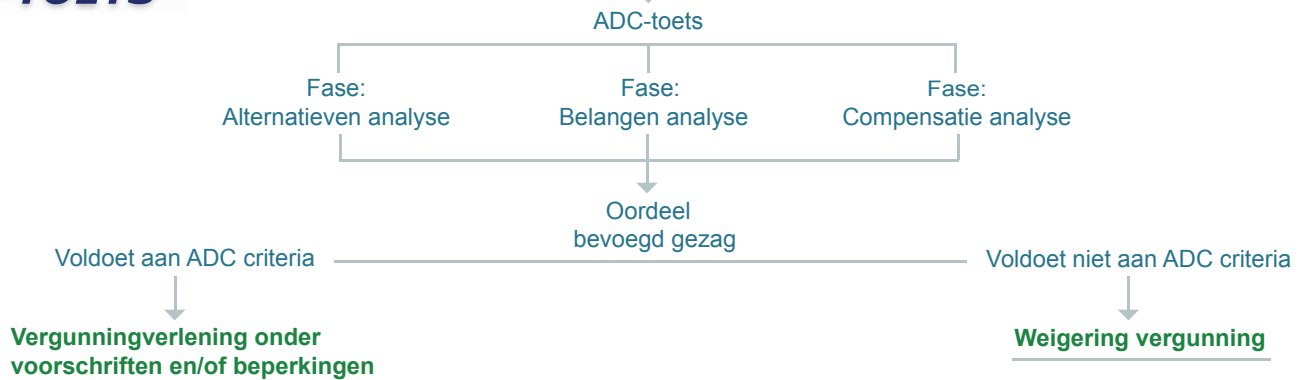 ADC-toets
Fase:
Alternatieven analyse
Fase:
Belangen analyse
Fase:
Compensatie analyse
Oordeel
bevoegd gezag
Voldoet aan ADC criteria
Voldoet niet aan ADC criteria
Vergunningverlening onder
voorschriften en/of beperkingen
Weigering vergunning